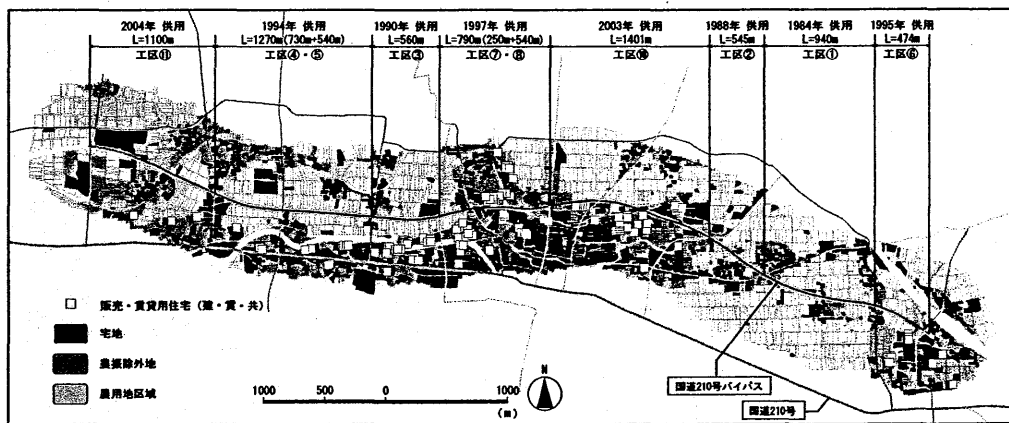 2004年 供用
L=1100m
工区⑪
1994年 供用
L=1270m(730m+540m)
工区④・⑤
1990年 供用
L=560m
工区③
1997年 供用
L=790m(250m+540m)
工区⑦・⑧
2003年 供用
L=1401m
工区⑩
1988年 供用
L=545m
工区②
1984年 供用
L=940m
工区①
1995年 供用
L=474m
工区⑥
販売・賃貸用住宅(建・賃・共)
宅地
農振除外地
農用地区域
1000 500 0 1000
(m)
N
国道210号バイパス
国道210号